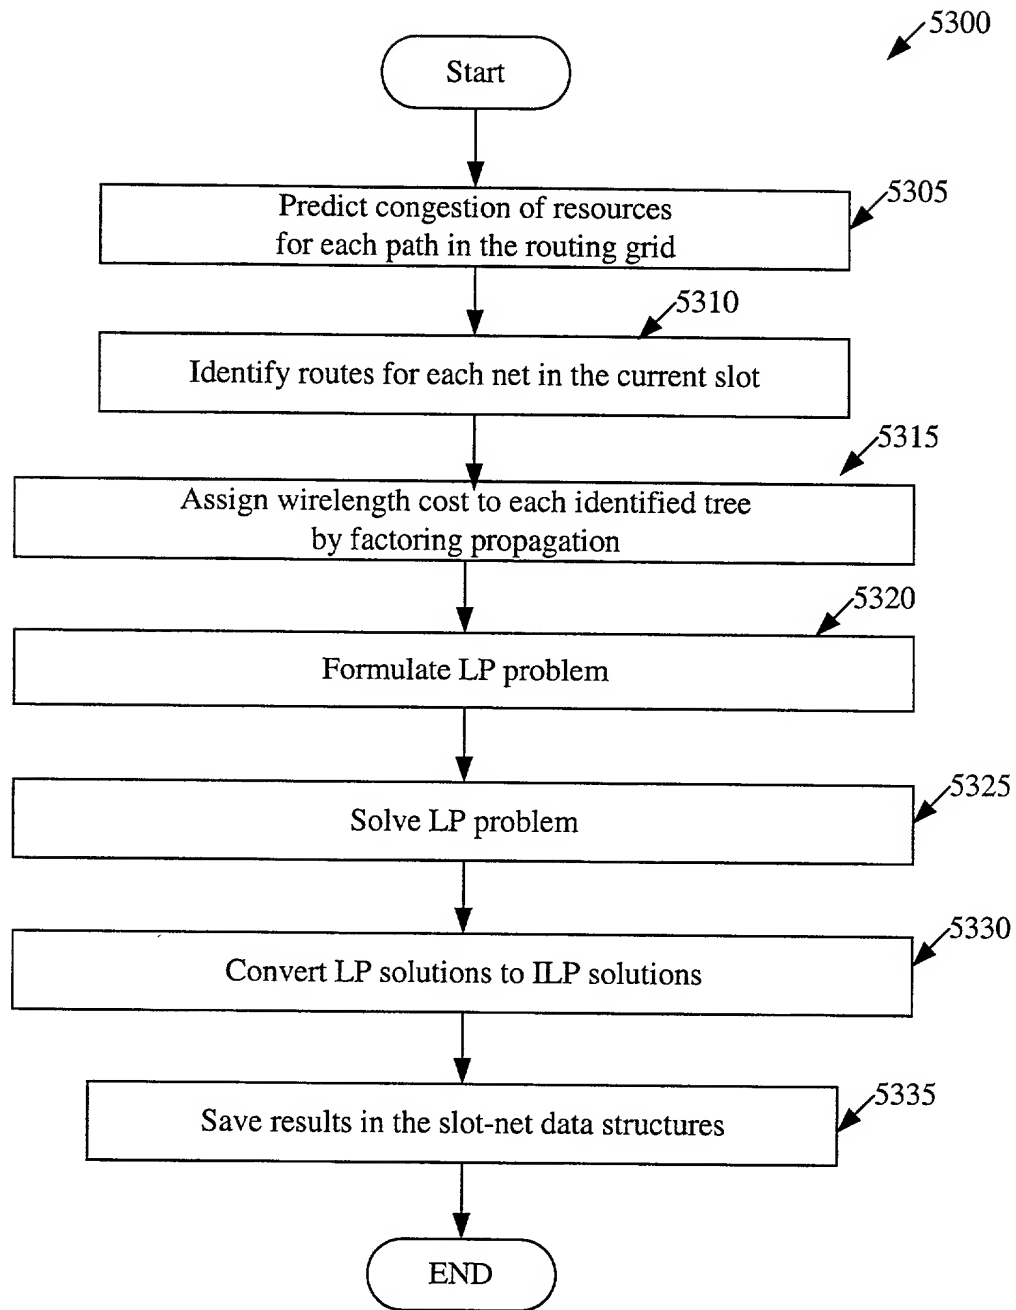 5300
Start
5305
Predict congestion of resources
for each path in the routing grid
5310
Identify routes for each net in the current slot
5315
Assign wirelength cost to each identified tree
by factoring propagation
5320
Formulate LP problem
5325
Solve LP problem
5330
Convert LP solutions to ILP solutions
5335
Save results in the slot-net data structures
END